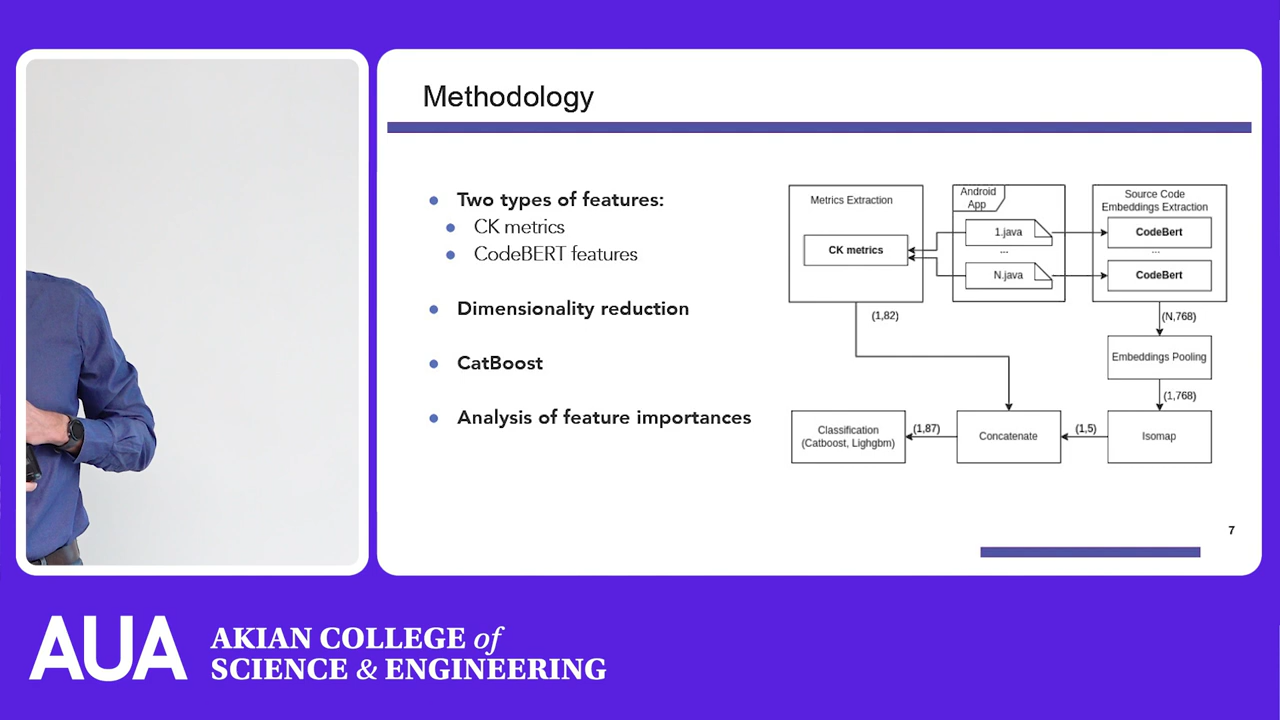 Methodology
Two types of features:
CK metrics
CodeBERT features
Dimensionality reduction
CatBoost
Analysis of feature importances
Metrics Extraction
CK metrics
Android
App
1.java
...
N.java
Source Code
Embeddings Extraction
CodeBert
...
CodeBert
(1,82)
(N,768)
Embeddings Pooling
(1,768)
Classification
(Catboost, Lighgbm)
(1,87)
Concatenate
(1,5)
Isomap
7
AUA
AKIAN COLLEGE of
SCIENCE & ENGINEERING